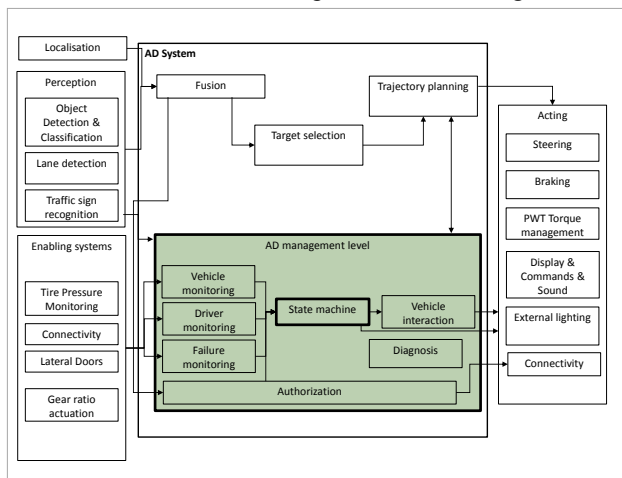 Localisation
AD System
Perception
Object
Detection &
Classification
Lane detection
Traffic sign
recognition
Enabling systems
Tire Pressure
Monitoring
Connectivity
Lateral Doors
Gear ratio
actuation
Fusion
Target selection
Trajectory planning
AD management level
Vehicle
monitoring
Driver
monitoring
Failure
monitoring
State machine
Vehicle
interaction
Diagnosis
Authorization
Acting
Steering
Braking
PWT Torque
management
Display &
Commands &
Sound
External lighting
Connectivity